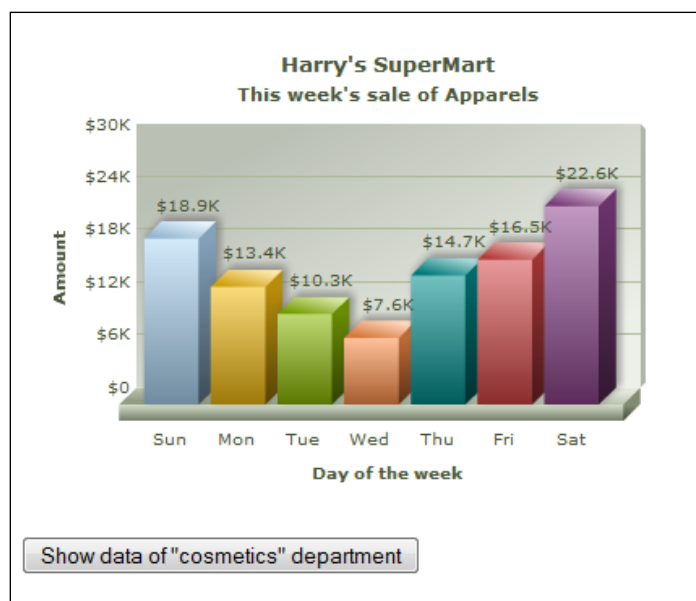 Harry's SuperMart
This week's sale of Apparels
$30K
$24K
$18K
$12K
$6K
$0
Amount
$18.9K
$13.4K
$10.3K
$7.6K
$14.7K
$16.5K
$22.6K
Sun Mon Tue Wed Thu Fri Sat
Day of the week
Show data of "cosmetics" department